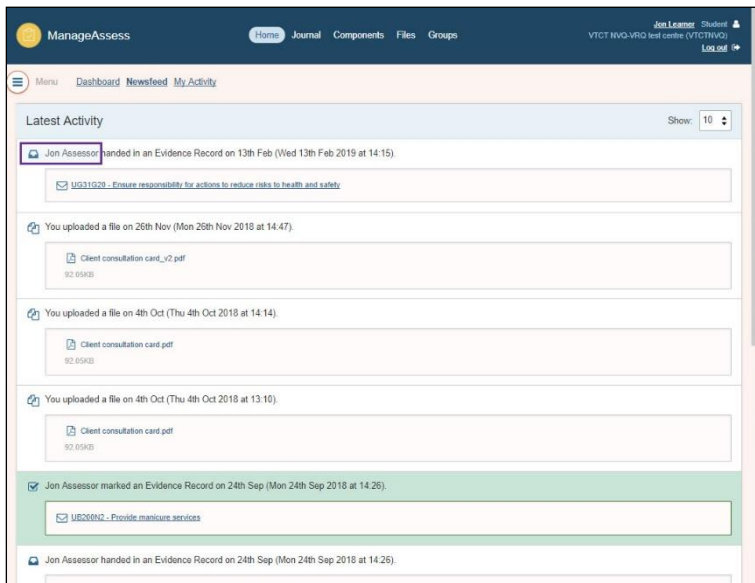 ManageAssess
Home Journal Components Files Groups
Jon Learner Student
VTCT NVQ-VRQ test centre (VTCTNVQ)
Log out
Menu Dashboard Newsfeed My Activity
Latest Activity
Show: 10
Jon Assessor handed in an Evidence Record on 13th Feb (Wed 13th Feb 2019 at 14:15).
UG31G20 - Ensure responsibility for actions to reduce risks to health and safety
You uploaded a file on 26th Nov (Mon 26th Nov 2018 at 14:47).
Client consultation card_v2.pdf
92.05KB
You uploaded a file on 4th Oct (Thu 4th Oct 2018 at 14:14).
Client consultation card.pdf
92.05KB
You uploaded a file on 4th Oct (Thu 4th Oct 2018 at 13:10).
Client consultation card.pdf
92.05KB
Jon Assessor marked an Evidence Record on 24th Sep (Mon 24th Sep 2018 at 14:26).
UB200N2 - Provide manicure services
Jon Assessor handed in an Evidence Record on 24th Sep (Mon 24th Sep 2018 at 14:26).